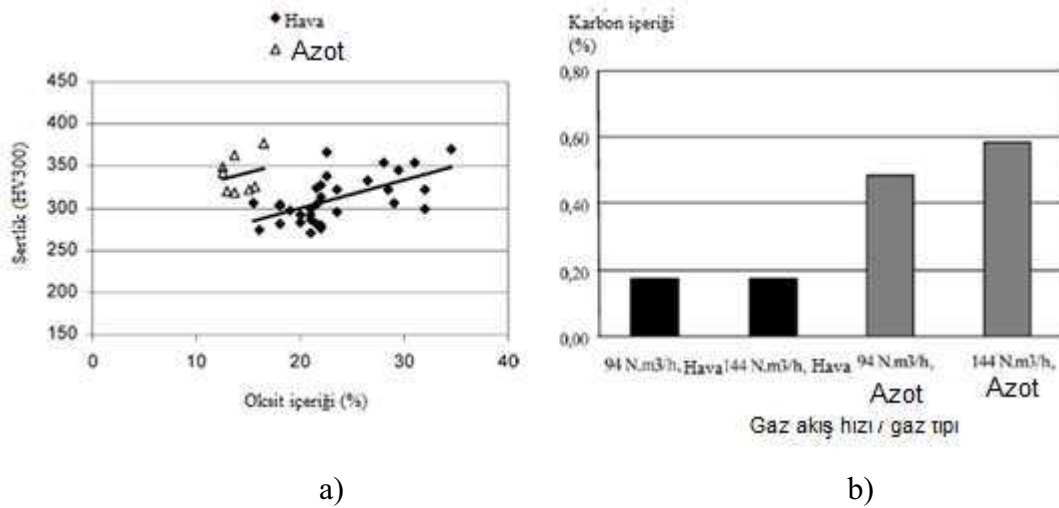 Hava
Azot
Sertlik (HV300)
450
400
350
300
250
200
150
0
10
20
30
40
Oksit içeriği (%)
a)
Karbon içeriği
(%)
0,80
0,60
0,40
0,20
0,00
94 N.m3/h, Hava
144 N.m3/h, Hava
94 N.m3/h,
Azot
144 N.m3/h,
Azot
Gaz akış hızı / gaz tipi
b)